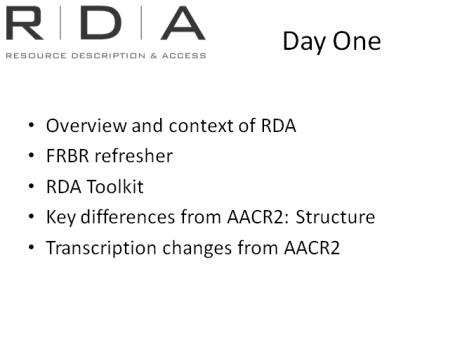 R|D|A
RESOURCE DESCRIPTION & ACCESS
Day One
• Overview and context of RDA
• FRBR refresher
• RDA Toolkit
• Key differences from AACR2: Structure
• Transcription changes from AACR2